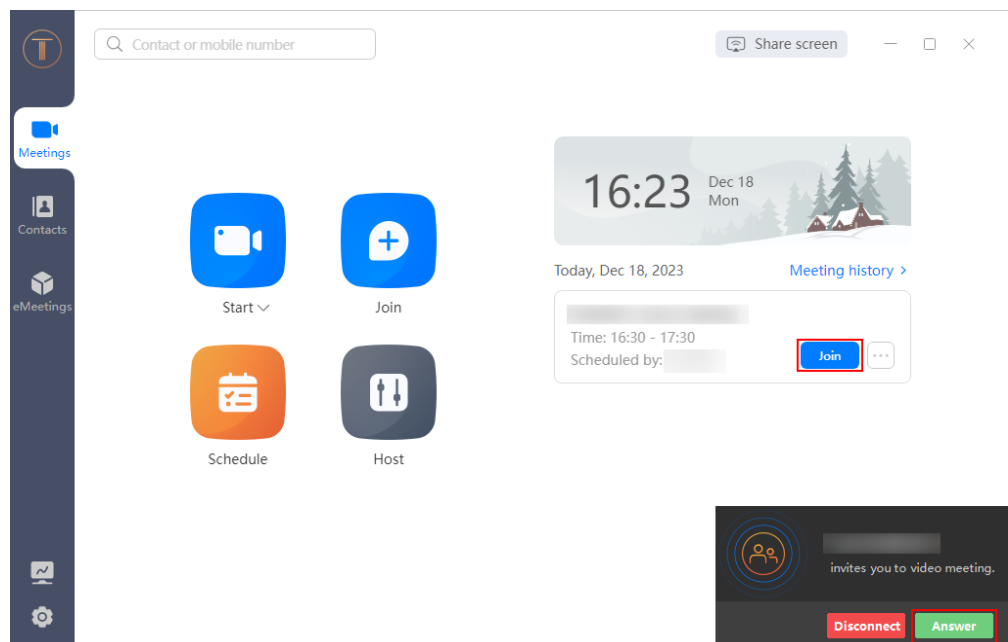 Contact or mobile number
Share screen
Meetings
Contacts
eMeetings
Start
Join
Schedule
Host
16:23
Dec 18
Mon
Today, Dec 18, 2023
Meeting history
Time: 16:30 - 17:30
Scheduled by:
Join
invites you to video meeting.
Disconnect
Answer